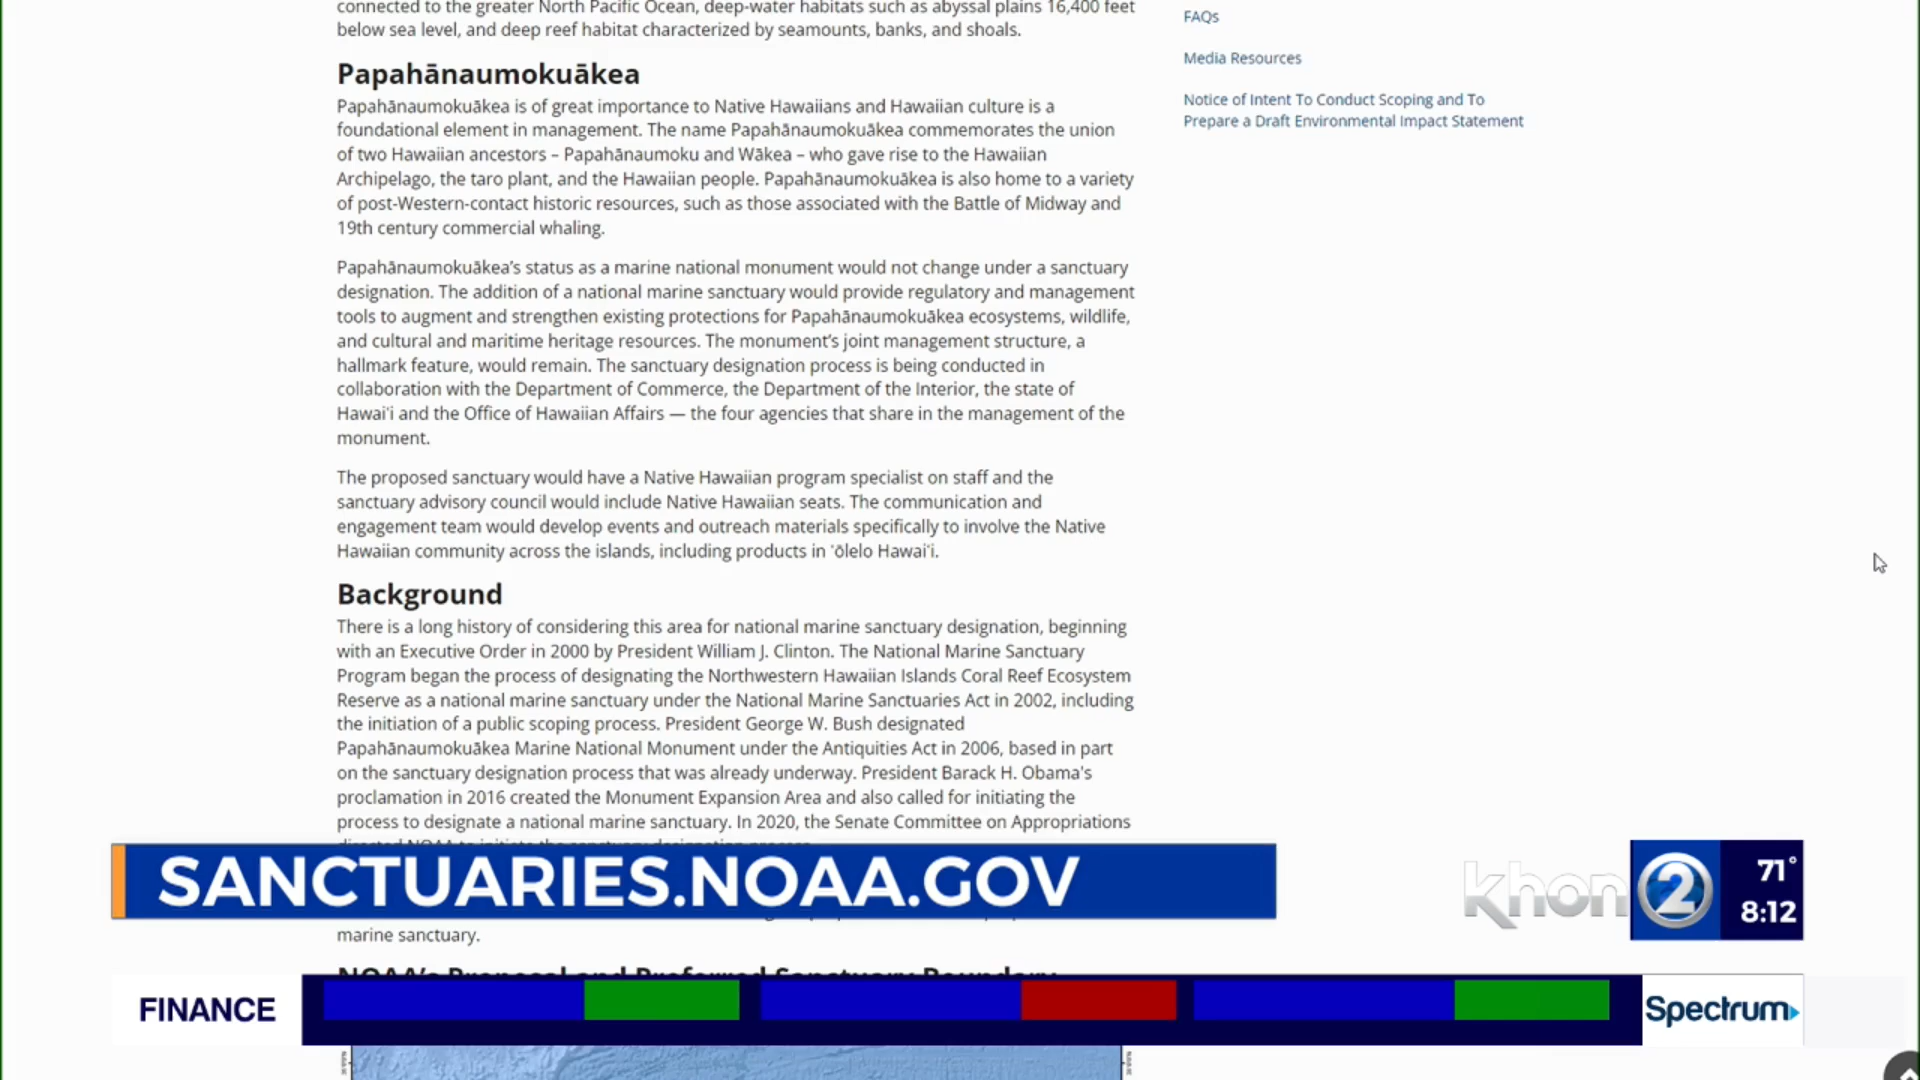 connected to the greater North Pacific Ocean, deep-water habitats such as abyssal plains 16,400 feet
below sea level, and deep reef habitat characterized by seamounts, banks, and shoals.
Papahānaumokuākea
Papahānaumokuākea is of great importance to Native Hawaiians and Hawaiian culture is a
foundational element in management. The name Papahānaumokuākea commemorates the union
of two Hawaiian ancestors – Papahānaumoku and Wākea – who gave rise to the Hawaiian
Archipelago, the taro plant, and the Hawaiian people. Papahānaumokuākea is also home to a variety
of post-Western-contact historic resources, such as those associated with the Battle of Midway and
19th century commercial whaling.
Papahānaumokuākea's status as a marine national monument would not change under a sanctuary
designation. The addition of a national marine sanctuary would provide regulatory and management
tools to augment and strengthen existing protections for Papahānaumokuākea ecosystems, wildlife,
and cultural and maritime heritage resources. The monument's joint management structure, a
hallmark feature, would remain. The sanctuary designation process is being conducted in
collaboration with the Department of Commerce, the Department of the Interior, the state of
Hawaiʻi and the Office of Hawaiian Affairs — the four agencies that share in the management of the
monument.
The proposed sanctuary would have a Native Hawaiian program specialist on staff and the
sanctuary advisory council would include Native Hawaiian seats. The communication and
engagement team would develop events and outreach materials specifically to involve the Native
Hawaiian community across the islands, including products in ʻōlelo Hawaiʻi.
Background
There is a long history of considering this area for national marine sanctuary designation, beginning
with an Executive Order in 2000 by President William J. Clinton. The National Marine Sanctuary
Program began the process of designating the Northwestern Hawaiian Islands Coral Reef Ecosystem
Reserve as a national marine sanctuary under the National Marine Sanctuaries Act in 2002, including
the initiation of a public scoping process. President George W. Bush designated
Papahānaumokuākea Marine National Monument under the Antiquities Act in 2006, based in part
on the sanctuary designation process that was already underway. President Barack H. Obama's
proclamation in 2016 created the Monument Expansion Area and also called for initiating the
process to designate a national marine sanctuary. In 2020, the Senate Committee on Appropriations
marine sanctuary.
NOAA's Proposal and Preferred Sanctuary Boundary
FAQs
Media Resources
Notice of Intent To Conduct Scoping and To
Prepare a Draft Environmental Impact Statement
SANCTUARIES.NOAA.GOV
khon 2
71°
8:12
FINANCE
Spectrum